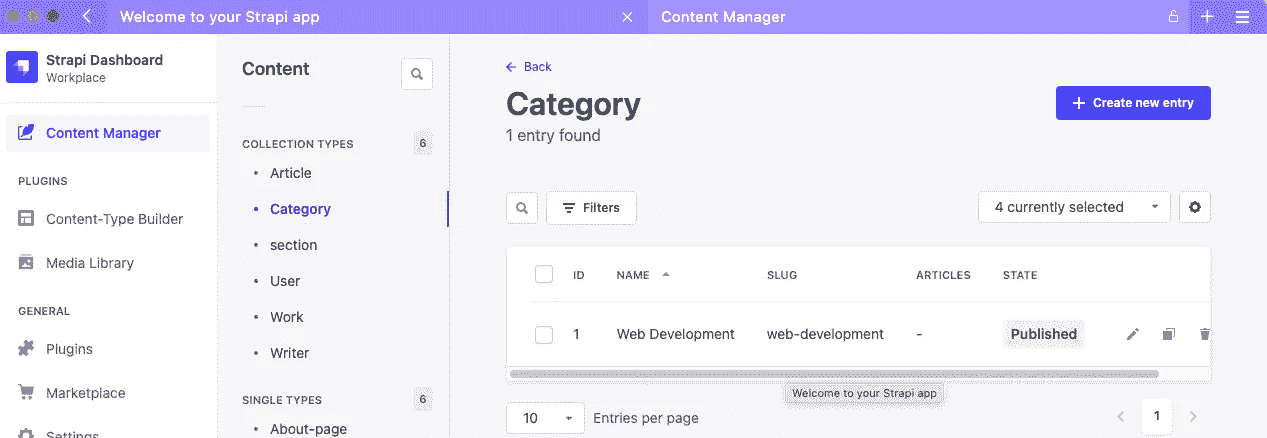 Welcome to your Strapi app
Content Manager
Strapi Dashboard
Workplace
Content Manager
PLUGINS
Content-Type Builder
Media Library
GENERAL
Plugins
Marketplace
Settings
Content
COLLECTION TYPES 6
Article
Category
section
User
Work
Writer
SINGLE TYPES 6
About-page
Back
Category
1 entry found
Create new entry
Filters
4 currently selected
ID NAME SLUG ARTICLES STATE
1 Web Development web-development - Published
Welcome to your Strapi app
10 Entries per page
1